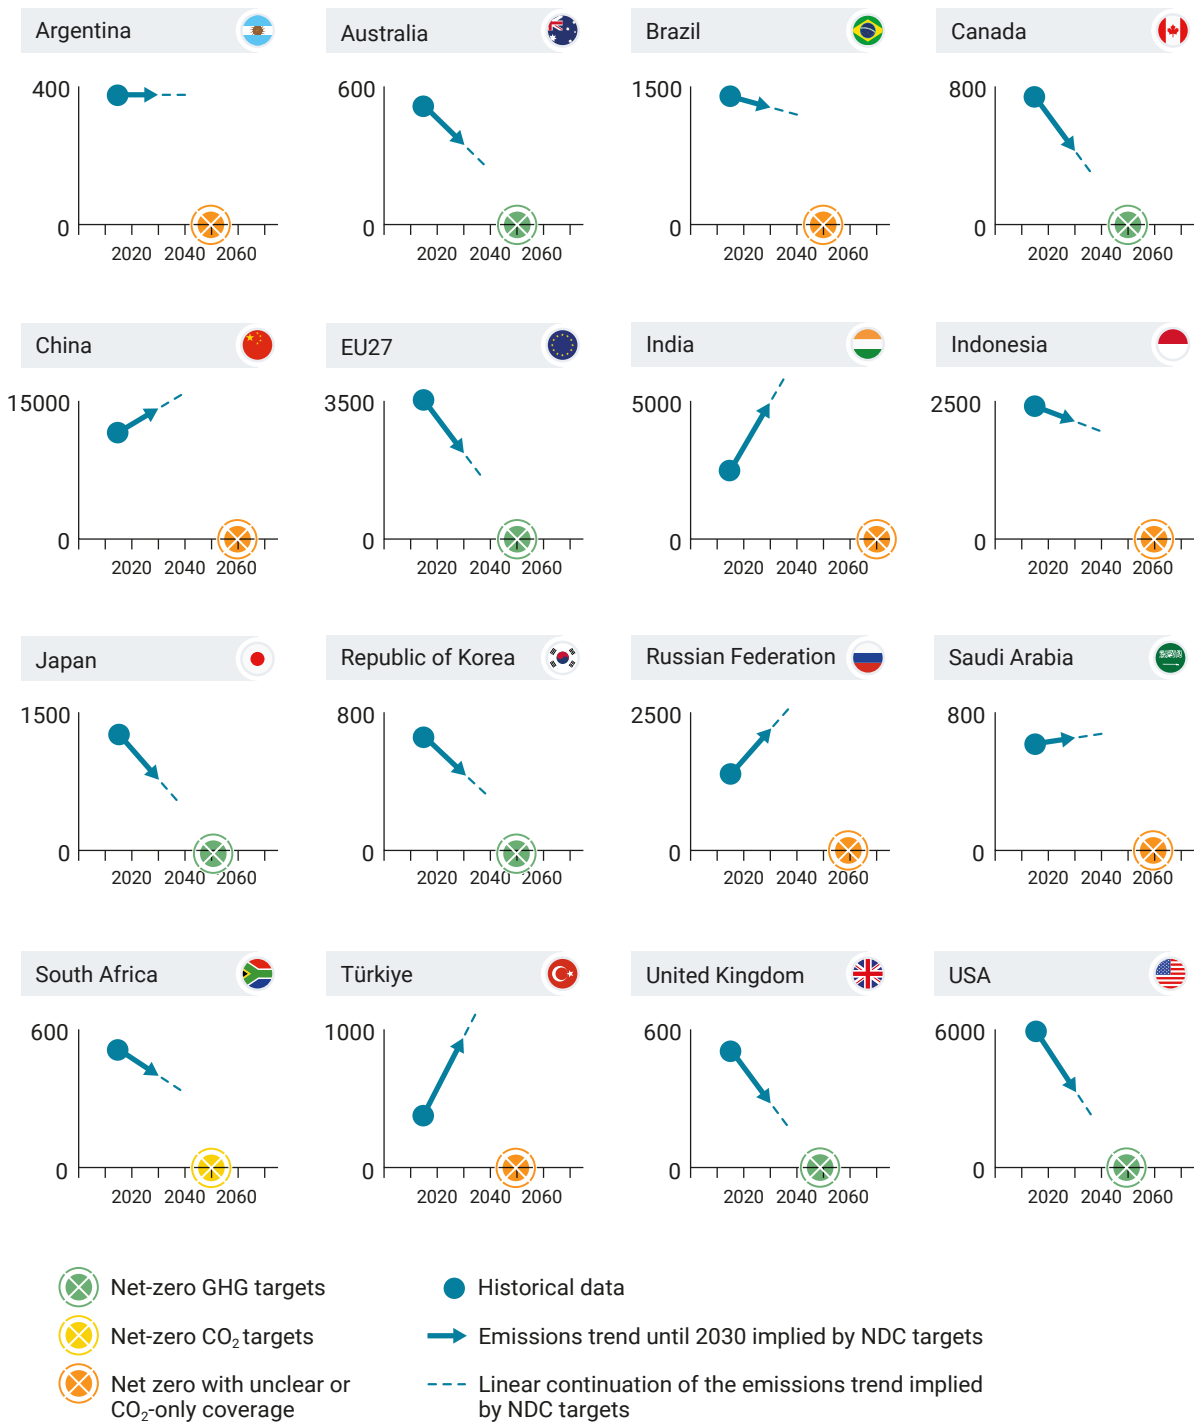 Argentina
Australia
Brazil
Canada
400
0
2020 2040 2060
600
0
2020 2040 2060
1500
0
2020 2040 2060
800
0
2020 2040 2060
China
EU27
India
Indonesia
15000
0
2020 2040 2060
3500
0
2020 2040 2060
5000
0
2020 2040 2060
2500
0
2020 2040 2060
Japan
Republic of Korea
Russian Federation
Saudi Arabia
1500
0
2020 2040 2060
800
0
2020 2040 2060
2500
0
2020 2040 2060
800
0
2020 2040 2060
South Africa
Türkiye
United Kingdom
USA
600
0
2020 2040 2060
1000
0
2020 2040 2060
600
0
2020 2040 2060
6000
0
2020 2040 2060
Net-zero GHG targets
Net-zero CO₂ targets
Net zero with unclear or
CO₂-only coverage
Historical data
Emissions trend until 2030 implied by NDC targets
Linear continuation of the emissions trend implied
by NDC targets